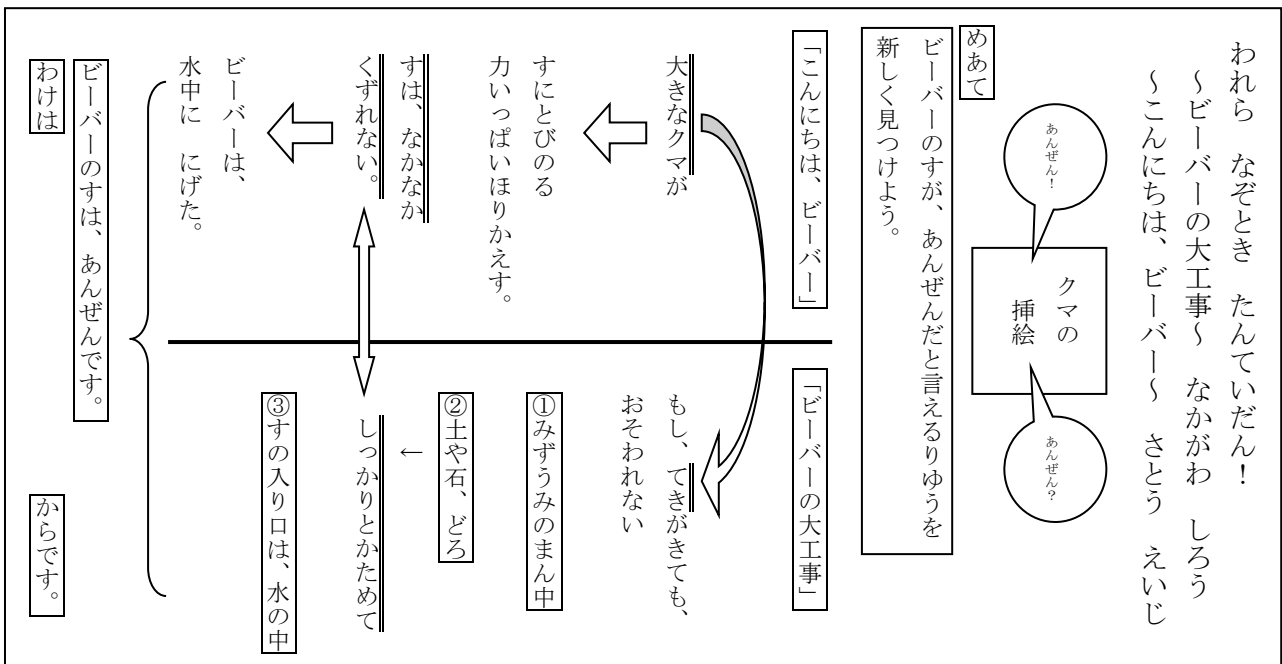 われら なぞとき たんていだん！
～ビーバーの大工事～ なかがわ しろう
～こんにちは、ビーバー～ さとう えいじ
あんぜん！
クマの
挿絵
あんぜん？
めあて
ビーバーのすが、あんぜんだと言えるりゆうを
新しく見つけよう。
「こんにちは、ビーバー」
大きなクマが
すにとびのる
力いっぱいほりかえす。
すは、なかなか
くずれない。
ビーバーは、
水中に にげた。
「ビーバーの大工事」
もし、てきがきても、
おそわれない
①みずうみのまん中
②土や石、どろ
←
しっかりとかためて
③すの入り口は、水の中
ビーバーのすは、あんぜんです。
わけは
からです。